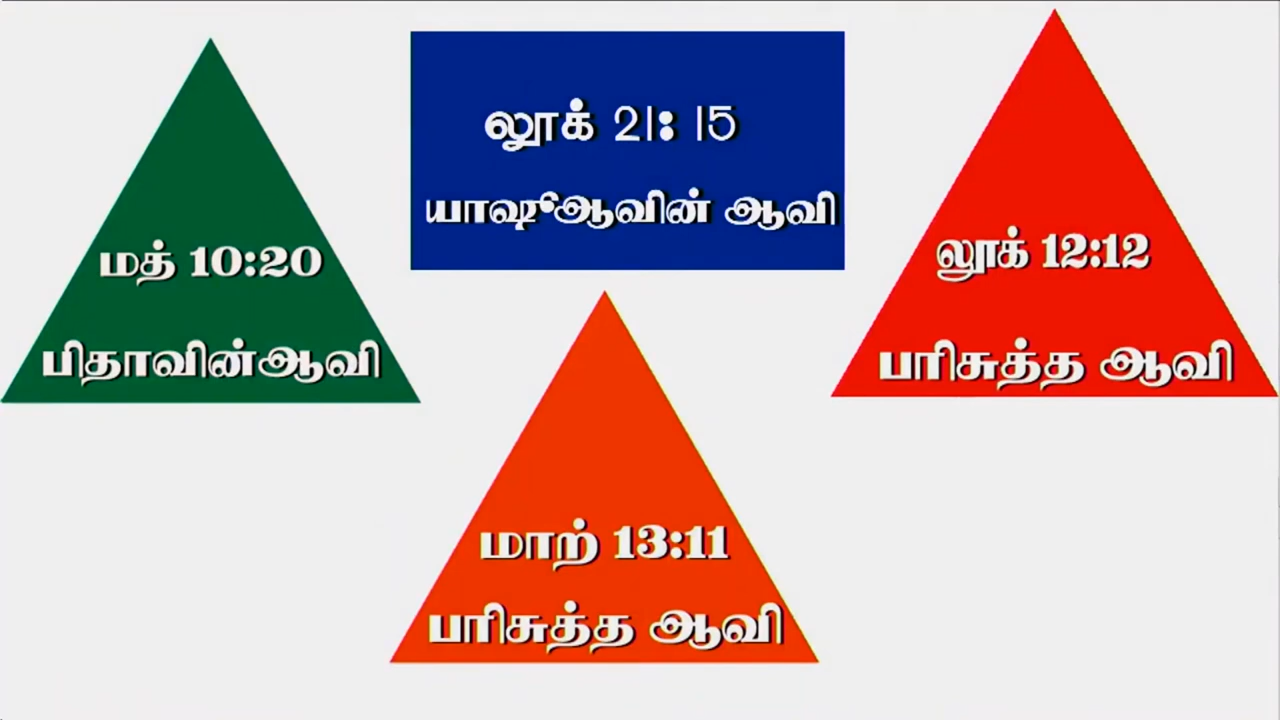 மத் 10:20
பிதாவின்ஆவி
லூக் 21: 15
யாஷூஆவின் ஆவி
லூக் 12:12
பரிசுத்த ஆவி
மாற் 13:11
பரிசுத்த ஆவி